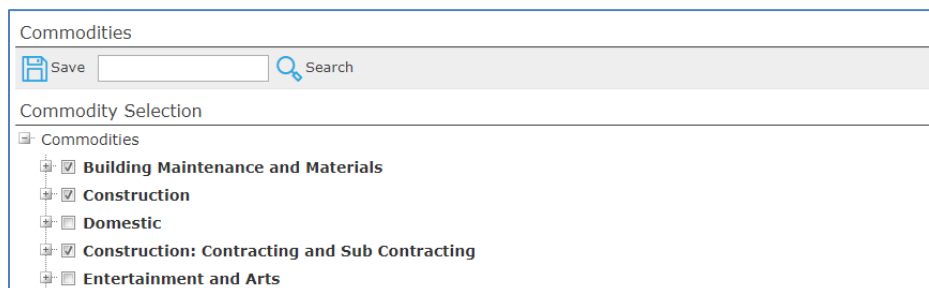 Commodities
Save Search
Commodity Selection
Commodities
Building Maintenance and Materials
Construction
Domestic
Construction: Contracting and Sub Contracting
Entertainment and Arts